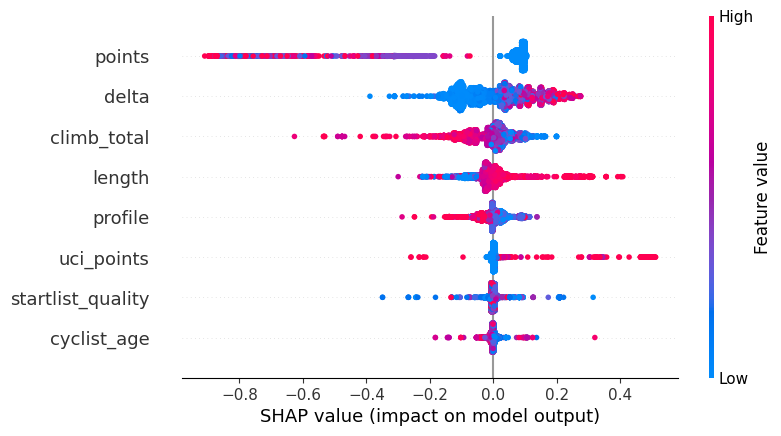 High
points
delta
climb_total
length
profile
uci_points
startlist_quality
cyclist_age
Feature value
Low
−0.8 −0.6 −0.4 −0.2 0.0 0.2 0.4
SHAP value (impact on model output)